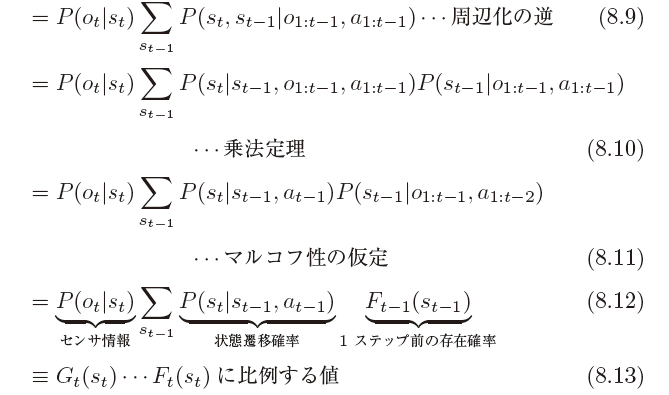 = P(o_t|s_t) ∑_{s_{t−1}} P(s_t, s_{t−1}|o_{1:t−1}, a_{1:t−1}) ··· 周辺化の逆 (8.9)
= P(o_t|s_t) ∑_{s_{t−1}} P(s_t|s_{t−1}, o_{1:t−1}, a_{1:t−1})P(s_{t−1}|o_{1:t−1}, a_{1:t−1})
··· 乗法定理 (8.10)
= P(o_t|s_t) ∑_{s_{t−1}} P(s_t|s_{t−1}, a_{t−1})P(s_{t−1}|o_{1:t−1}, a_{1:t−2})
··· マルコフ性の仮定 (8.11)
= P(o_t|s_t) ∑_{s_{t−1}} P(s_t|s_{t−1}, a_{t−1}) F_{t−1}(s_{t−1}) (8.12)
センサ情報 状態遷移確率 1 ステップ前の存在確率
≡ G_t(s_t) ··· F_t(s_t) に比例する値 (8.13)